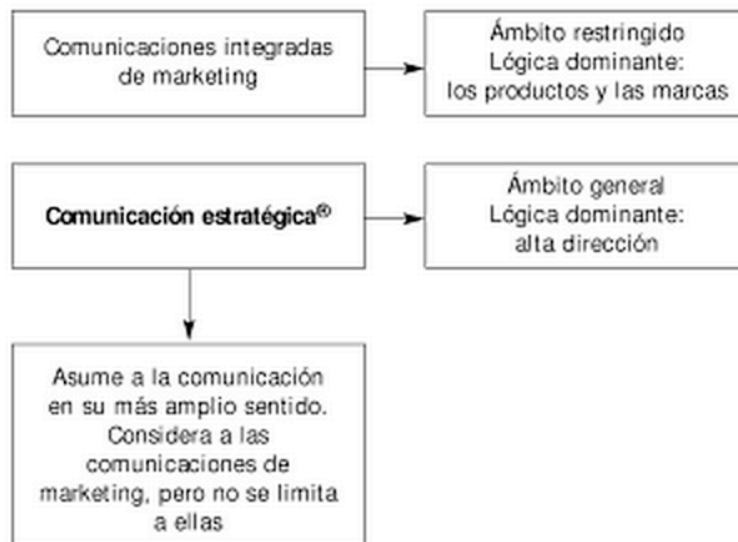 Comunicaciones integradas
de marketing
Ámbito restringido
Lógica dominante:
los productos y las marcas
Comunicación estratégica®
Ámbito general
Lógica dominante:
alta dirección
Asume a la comunicación
en su más amplio sentido.
Considera a las
comunicaciones de
marketing, pero no se limita
a ellas